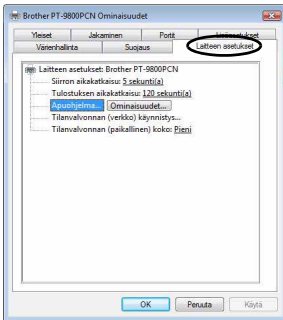 Brother PT-9800PCN Ominaisuudet
Yleiset Jakaminen Portit Lisäasetukset
Värienhallinta Suojaus Laitteen asetukset
Laitteen asetukset: Brother PT-9800PCN
Siirron aikakatkaisu: 5 sekunti(a)
Tulostuksen aikakatkaisu: 120 sekunti(a)
Apuohjelma... Ominaisuudet...
Tilanvalvonnan (verkko) käynnistys...
Tilanvalvonnan (paikallinen) koko: Pieni
OK Peruuta Käytä